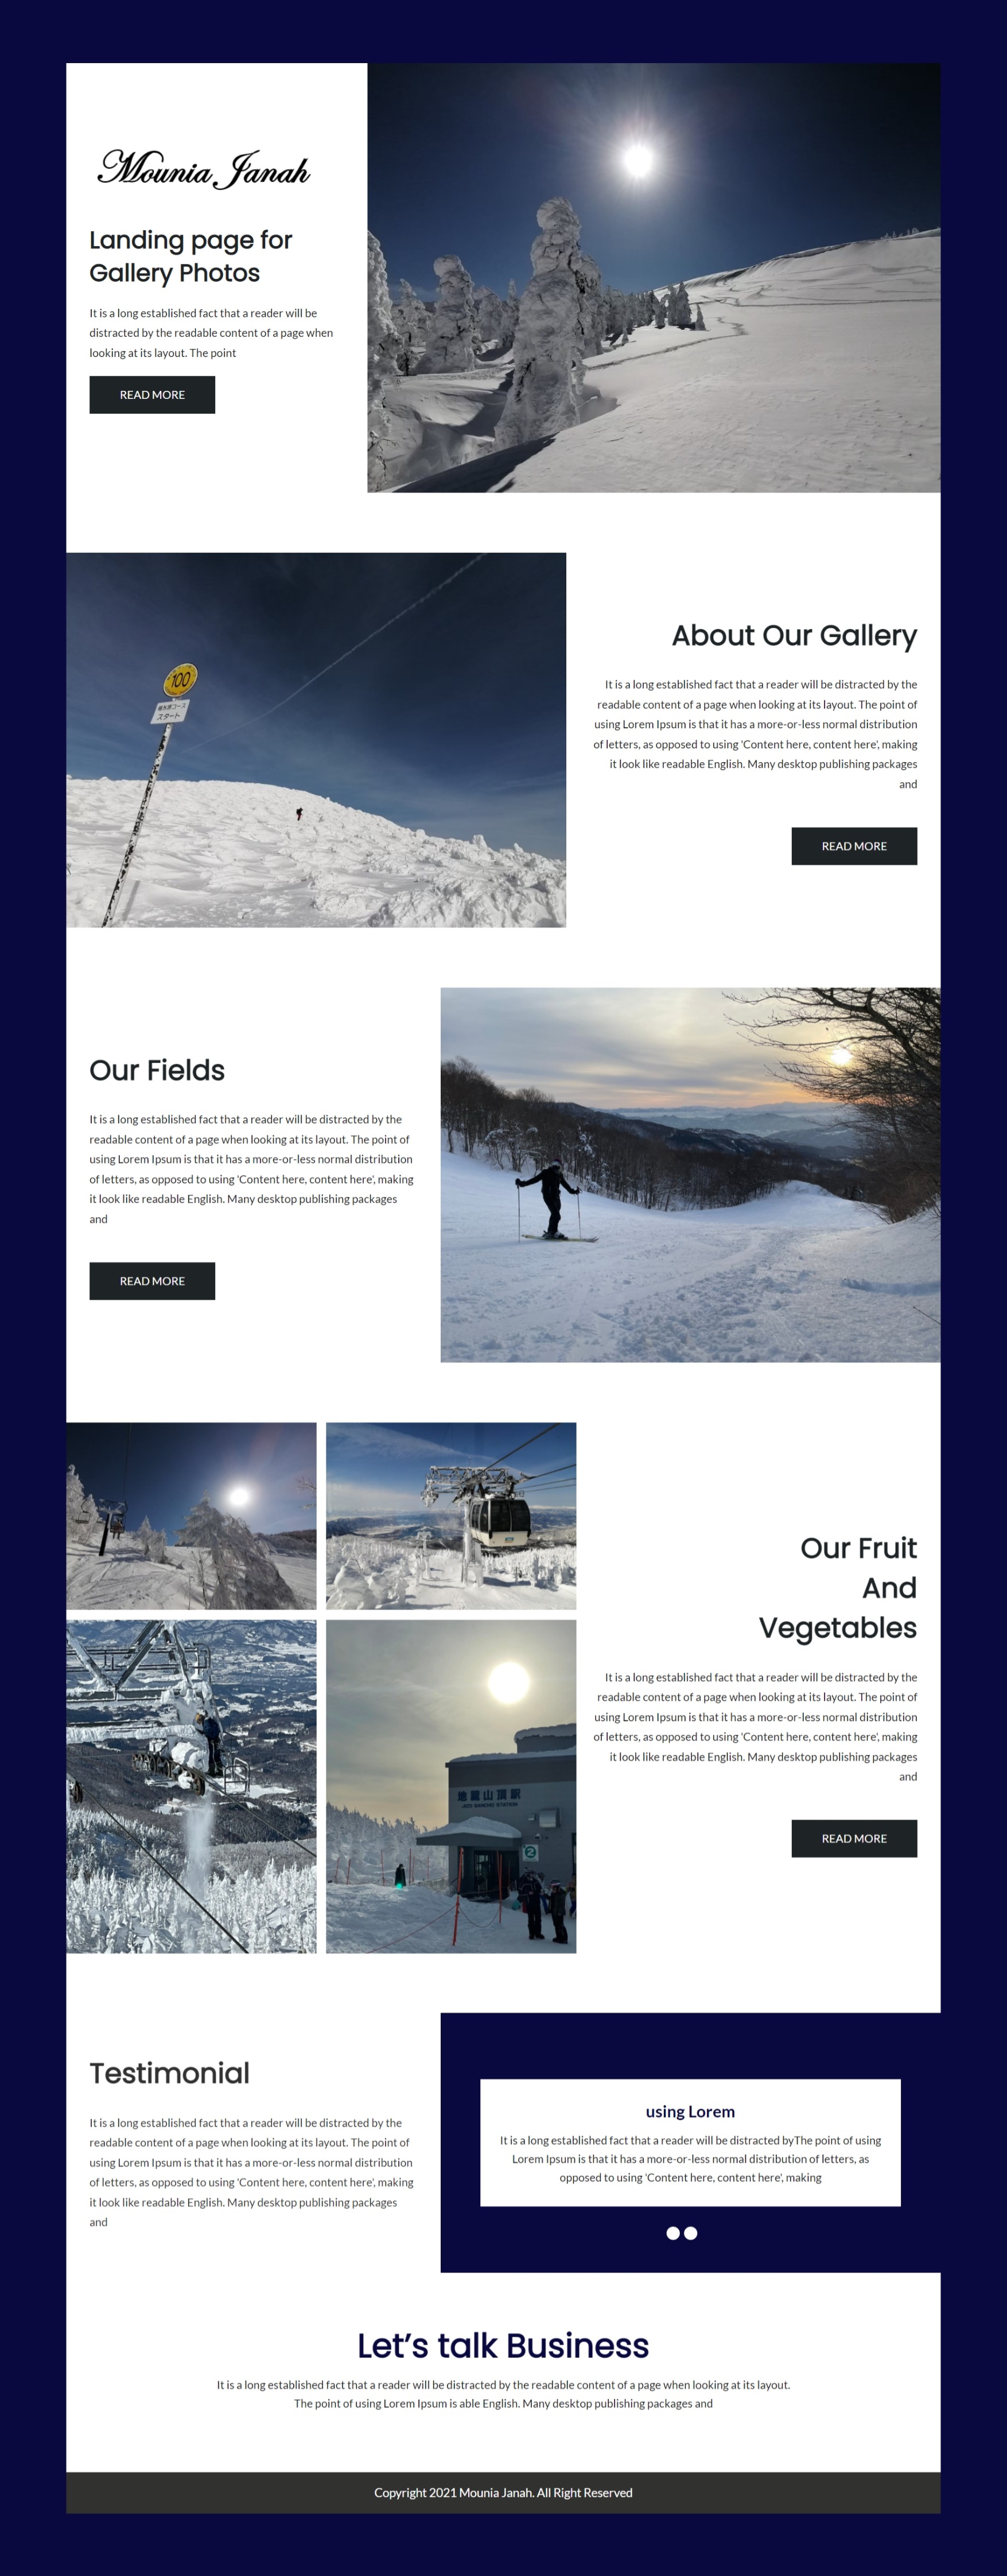 Mounia Janah
Landing page for
Gallery Photos
It is a long established fact that a reader will be
distracted by the readable content of a page when
looking at its layout. The point
READ MORE
100
スタート
About Our Gallery
It is a long established fact that a reader will be distracted by the
readable content of a page when looking at its layout. The point of
using Lorem Ipsum is that it has a more-or-less normal distribution
of letters, as opposed to using 'Content here, content here', making
it look like readable English. Many desktop publishing packages
and
READ MORE
Our Fields
It is a long established fact that a reader will be distracted by the
readable content of a page when looking at its layout. The point of
using Lorem Ipsum is that it has a more-or-less normal distribution
of letters, as opposed to using 'Content here, content here', making
it look like readable English. Many desktop publishing packages
and
READ MORE
地蔵山頂駅
JIZO SANCHO STATION
2
Our Fruit
And
Vegetables
It is a long established fact that a reader will be distracted by the
readable content of a page when looking at its layout. The point of
using Lorem Ipsum is that it has a more-or-less normal distribution
of letters, as opposed to using 'Content here, content here', making
it look like readable English. Many desktop publishing packages
and
READ MORE
Testimonial
It is a long established fact that a reader will be distracted by the
readable content of a page when looking at its layout. The point of
using Lorem Ipsum is that it has a more-or-less normal distribution
of letters, as opposed to using 'Content here, content here', making
it look like readable English. Many desktop publishing packages
and
using Lorem
It is a long established fact that a reader will be distracted byThe point of using
Lorem Ipsum is that it has a more-or-less normal distribution of letters, as
opposed to using 'Content here, content here', making
Let's talk Business
It is a long established fact that a reader will be distracted by the readable content of a page when looking at its layout.
The point of using Lorem Ipsum is able English. Many desktop publishing packages and
Copyright 2021 Mounia Janah. All Right Reserved